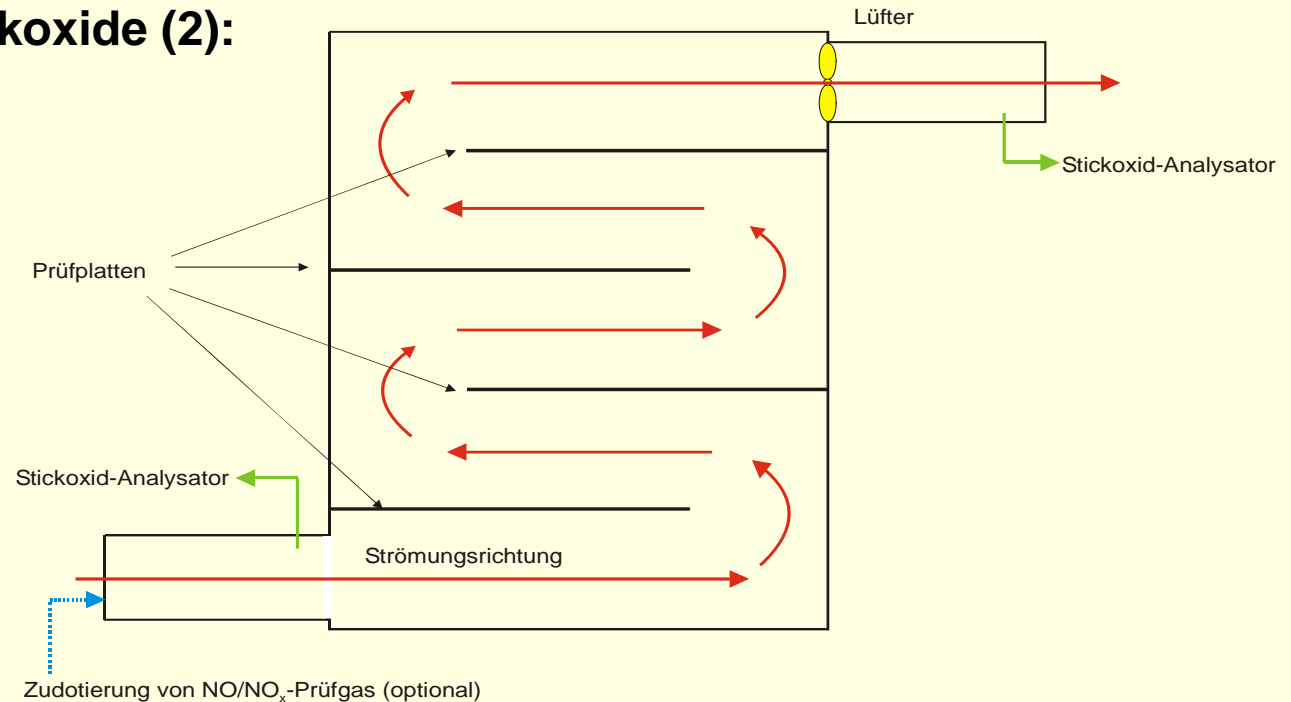 koxide (2):
Lüfter
Stickoxid-Analysator
Prüfplatten
Stickoxid-Analysator
Strömungsrichtung
Zudotierung von NO/NOx-Prüfgas (optional)